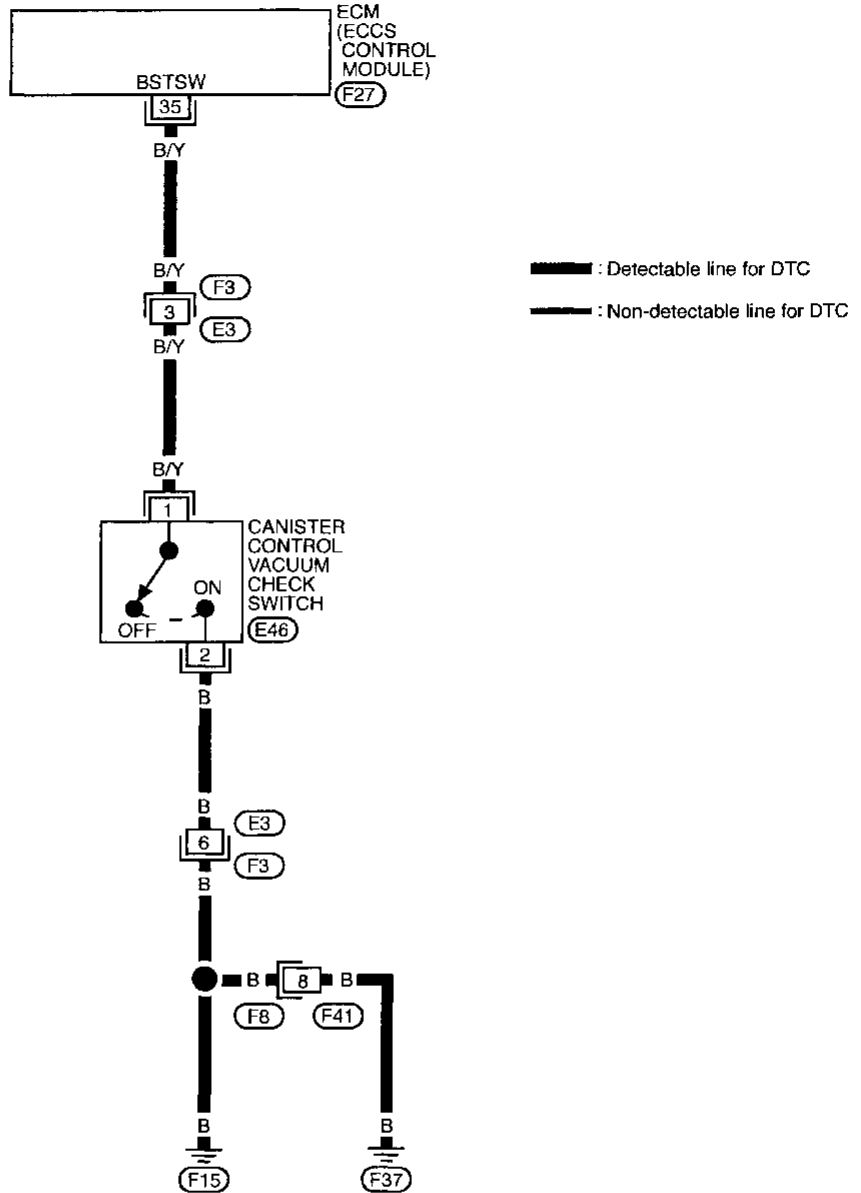 ECM
(ECCS
CONTROL
MODULE)
BSTSW
F27
35
B/Y
B/Y
F3
3
E3
B/Y
: Detectable line for DTC
: Non-detectable line for DTC
B/Y
1
CANISTER
CONTROL
VACUUM
CHECK
SWITCH
ON
OFF
E46
2
B
B
E3
6
F3
B
B
8
B
F8
F41
B
B
F15
F37